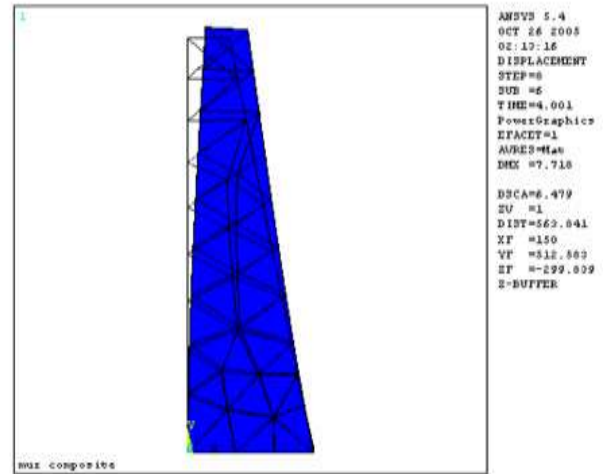 1
ANSYS 5.4
OCT 26 2005
02:13:16
DISPLACEMENT
STEP=8
SUB =6
TIME=4.001
PowerGraphics
EFACET=1
AVRES=Mat
DMX =7.718
DSCA=6.479
ZV =1
DIST=563.841
XF =150
YF =512.583
ZF =-299.809
Z-BUFFER
mur composite